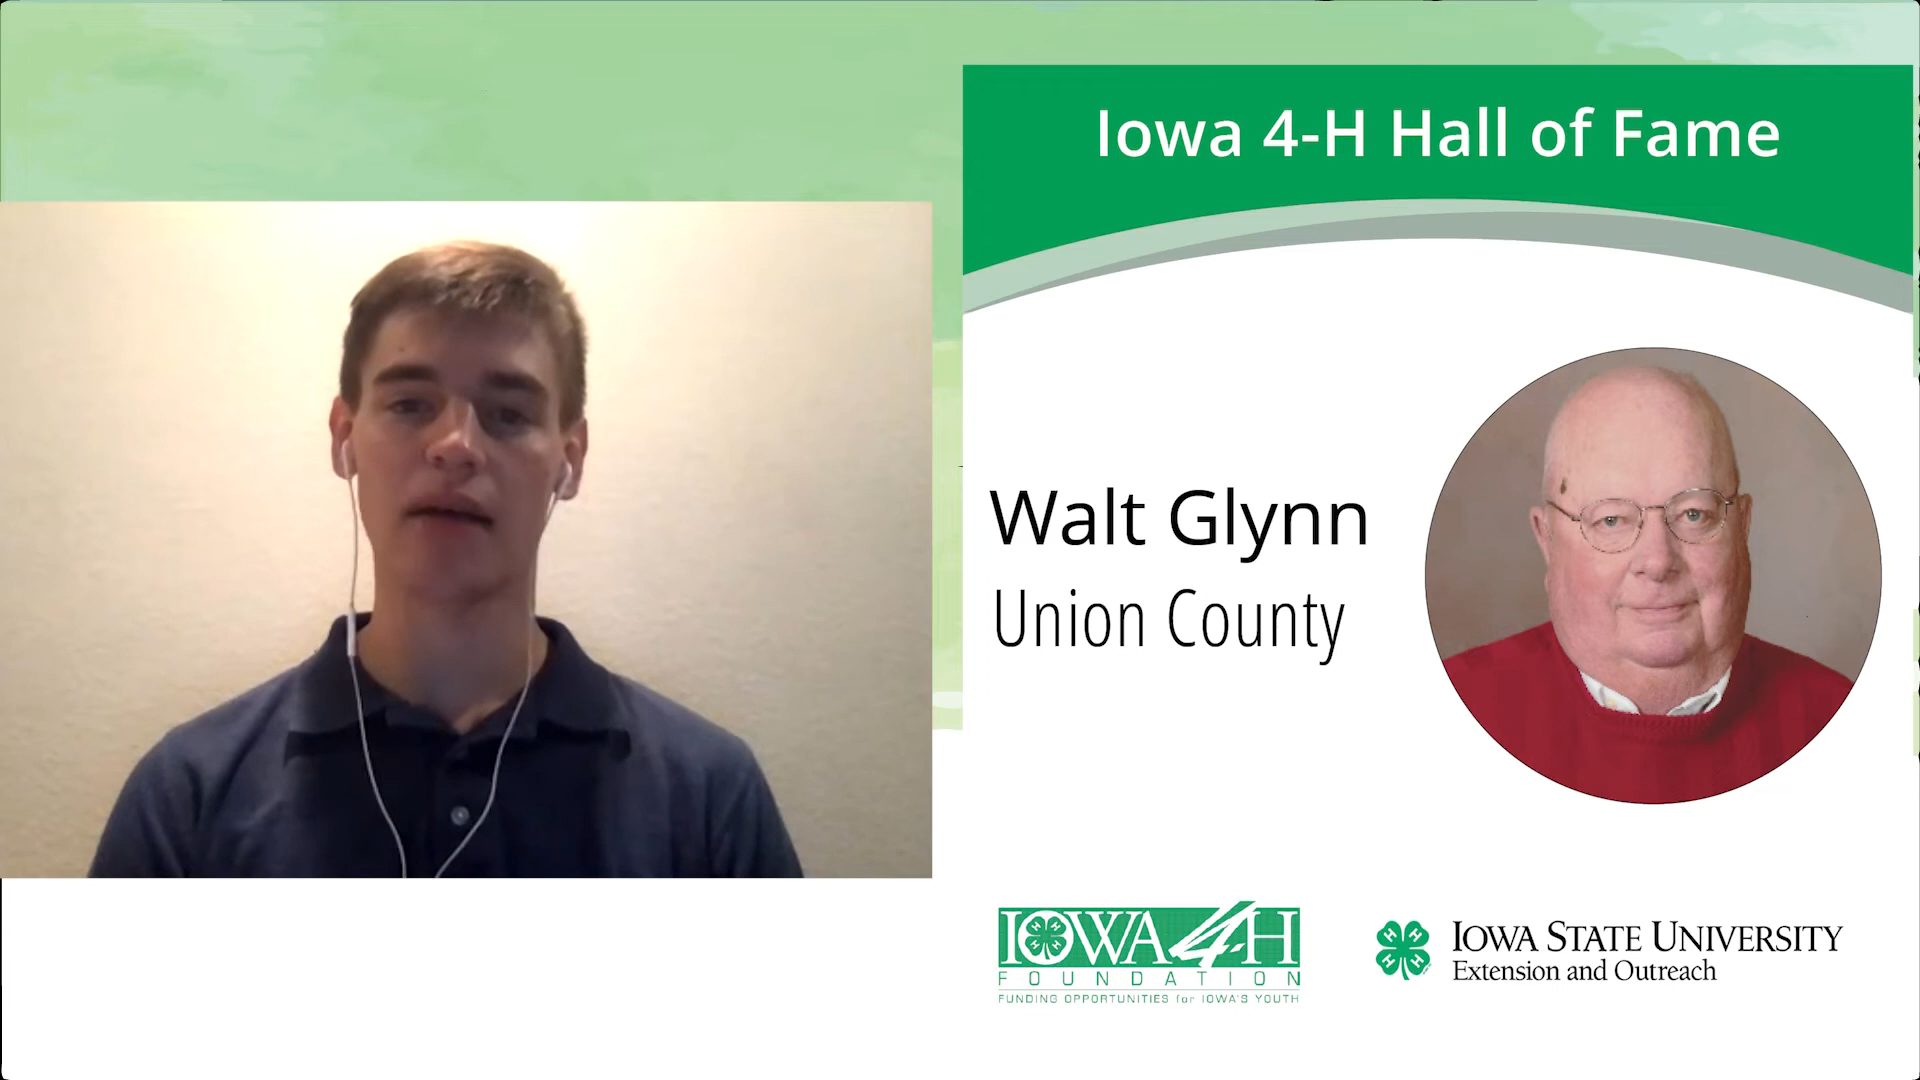 Iowa 4-H Hall of Fame
Walt Glynn
Union County
IOWA 4-H
FOUNDATION
FUNDING OPPORTUNITIES for IOWA'S YOUTH
H H H H
IOWA STATE UNIVERSITY
Extension and Outreach